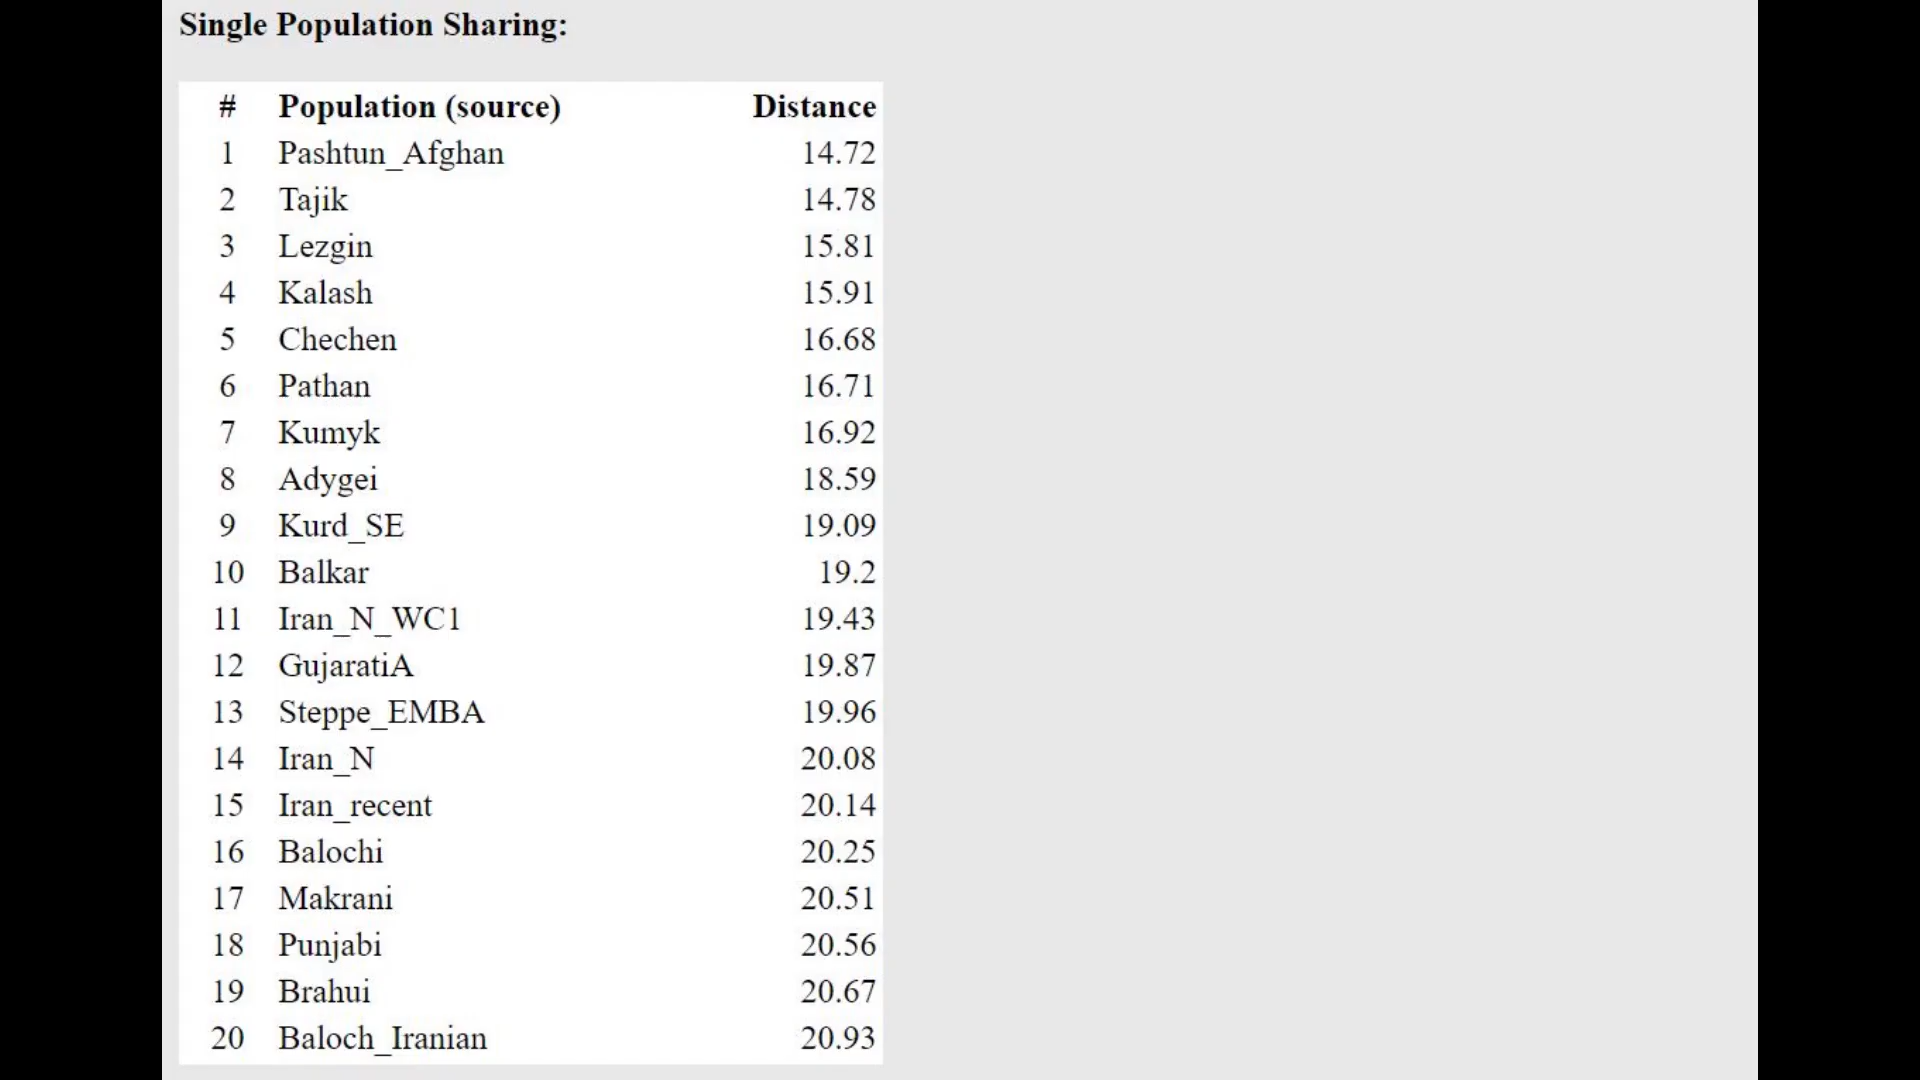 Single Population Sharing:
# Population (source) Distance
1 Pashtun_Afghan 14.72
2 Tajik 14.78
3 Lezgin 15.81
4 Kalash 15.91
5 Chechen 16.68
6 Pathan 16.71
7 Kumyk 16.92
8 Adygei 18.59
9 Kurd_SE 19.09
10 Balkar 19.2
11 Iran_N_WC1 19.43
12 GujaratiA 19.87
13 Steppe_EMBA 19.96
14 Iran_N 20.08
15 Iran_recent 20.14
16 Balochi 20.25
17 Makrani 20.51
18 Punjabi 20.56
19 Brahui 20.67
20 Baloch_Iranian 20.93